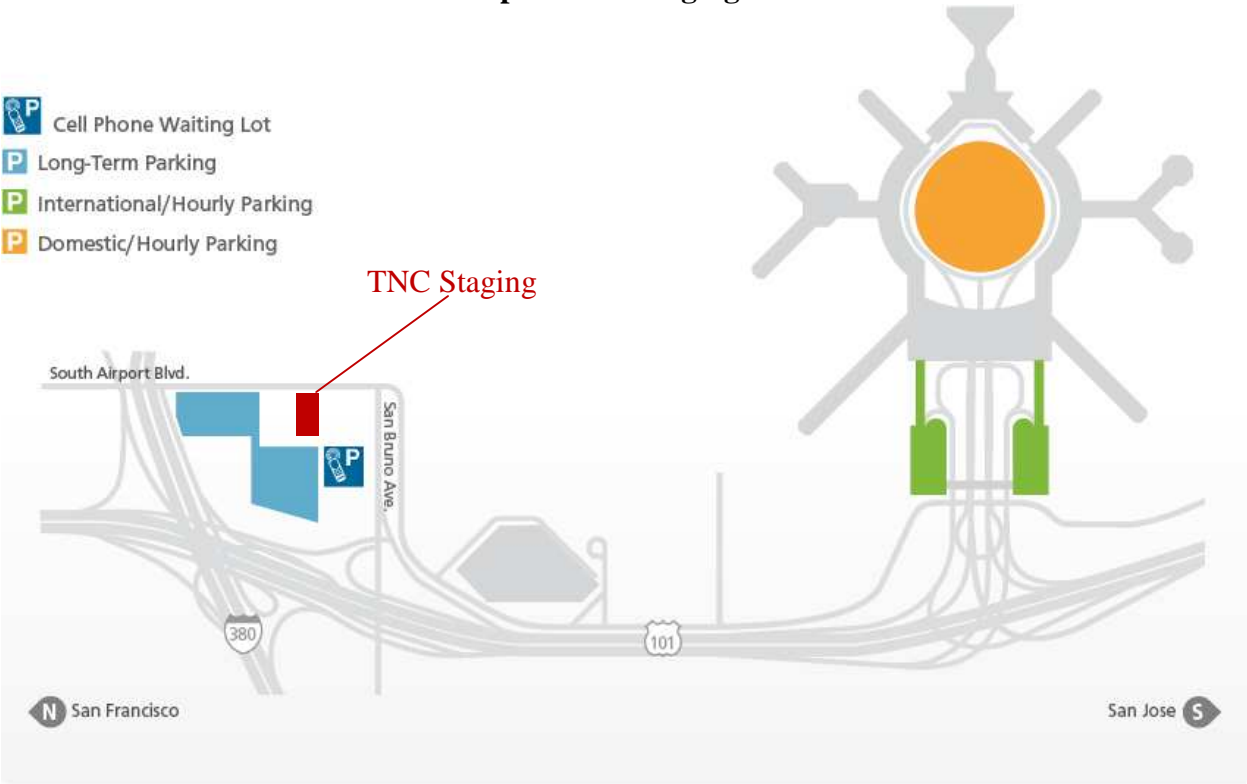 Cell Phone Waiting Lot
P
P Long-Term Parking
P International/Hourly Parking
P Domestic/Hourly Parking
TNC Staging
South Airport Blvd.
San Bruno Ave.
P
380
101
N San Francisco
San Jose S